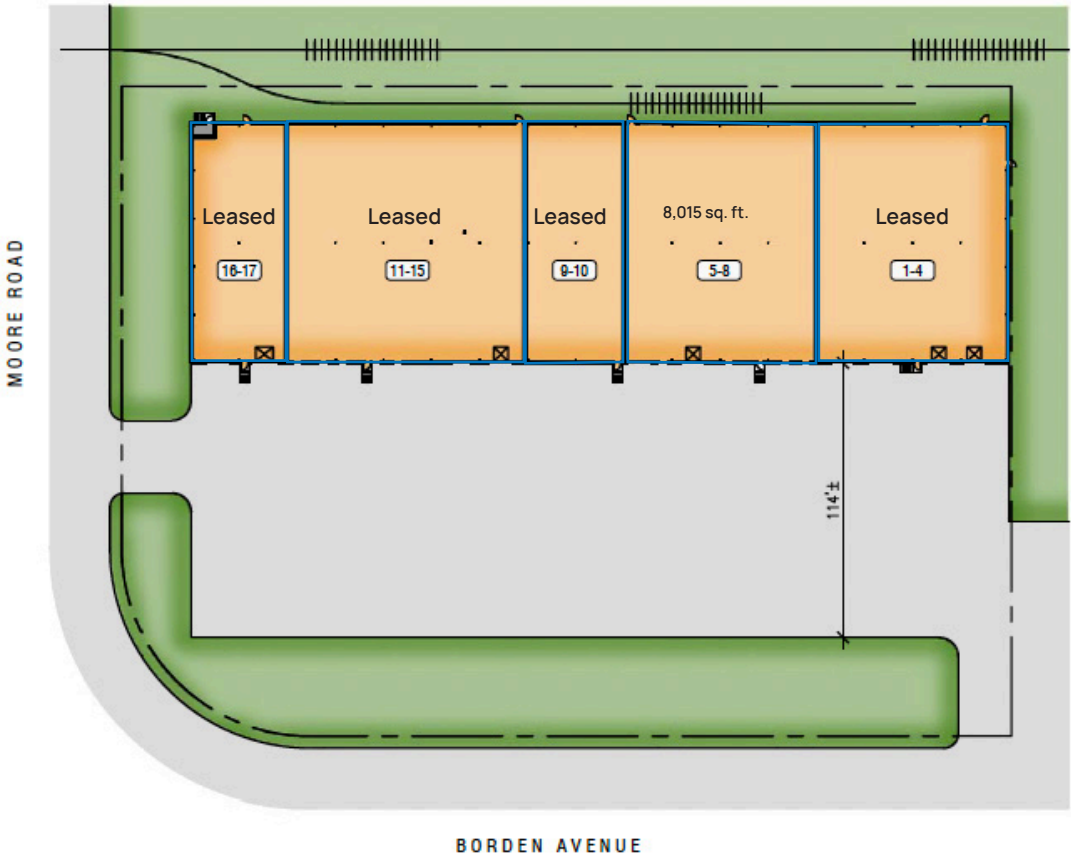 Leased
Leased
Leased
8,015 sq. ft.
Leased
16-17
11-15
9-10
5-8
1-4
MOORE ROAD
114'±
BORDEN AVENUE